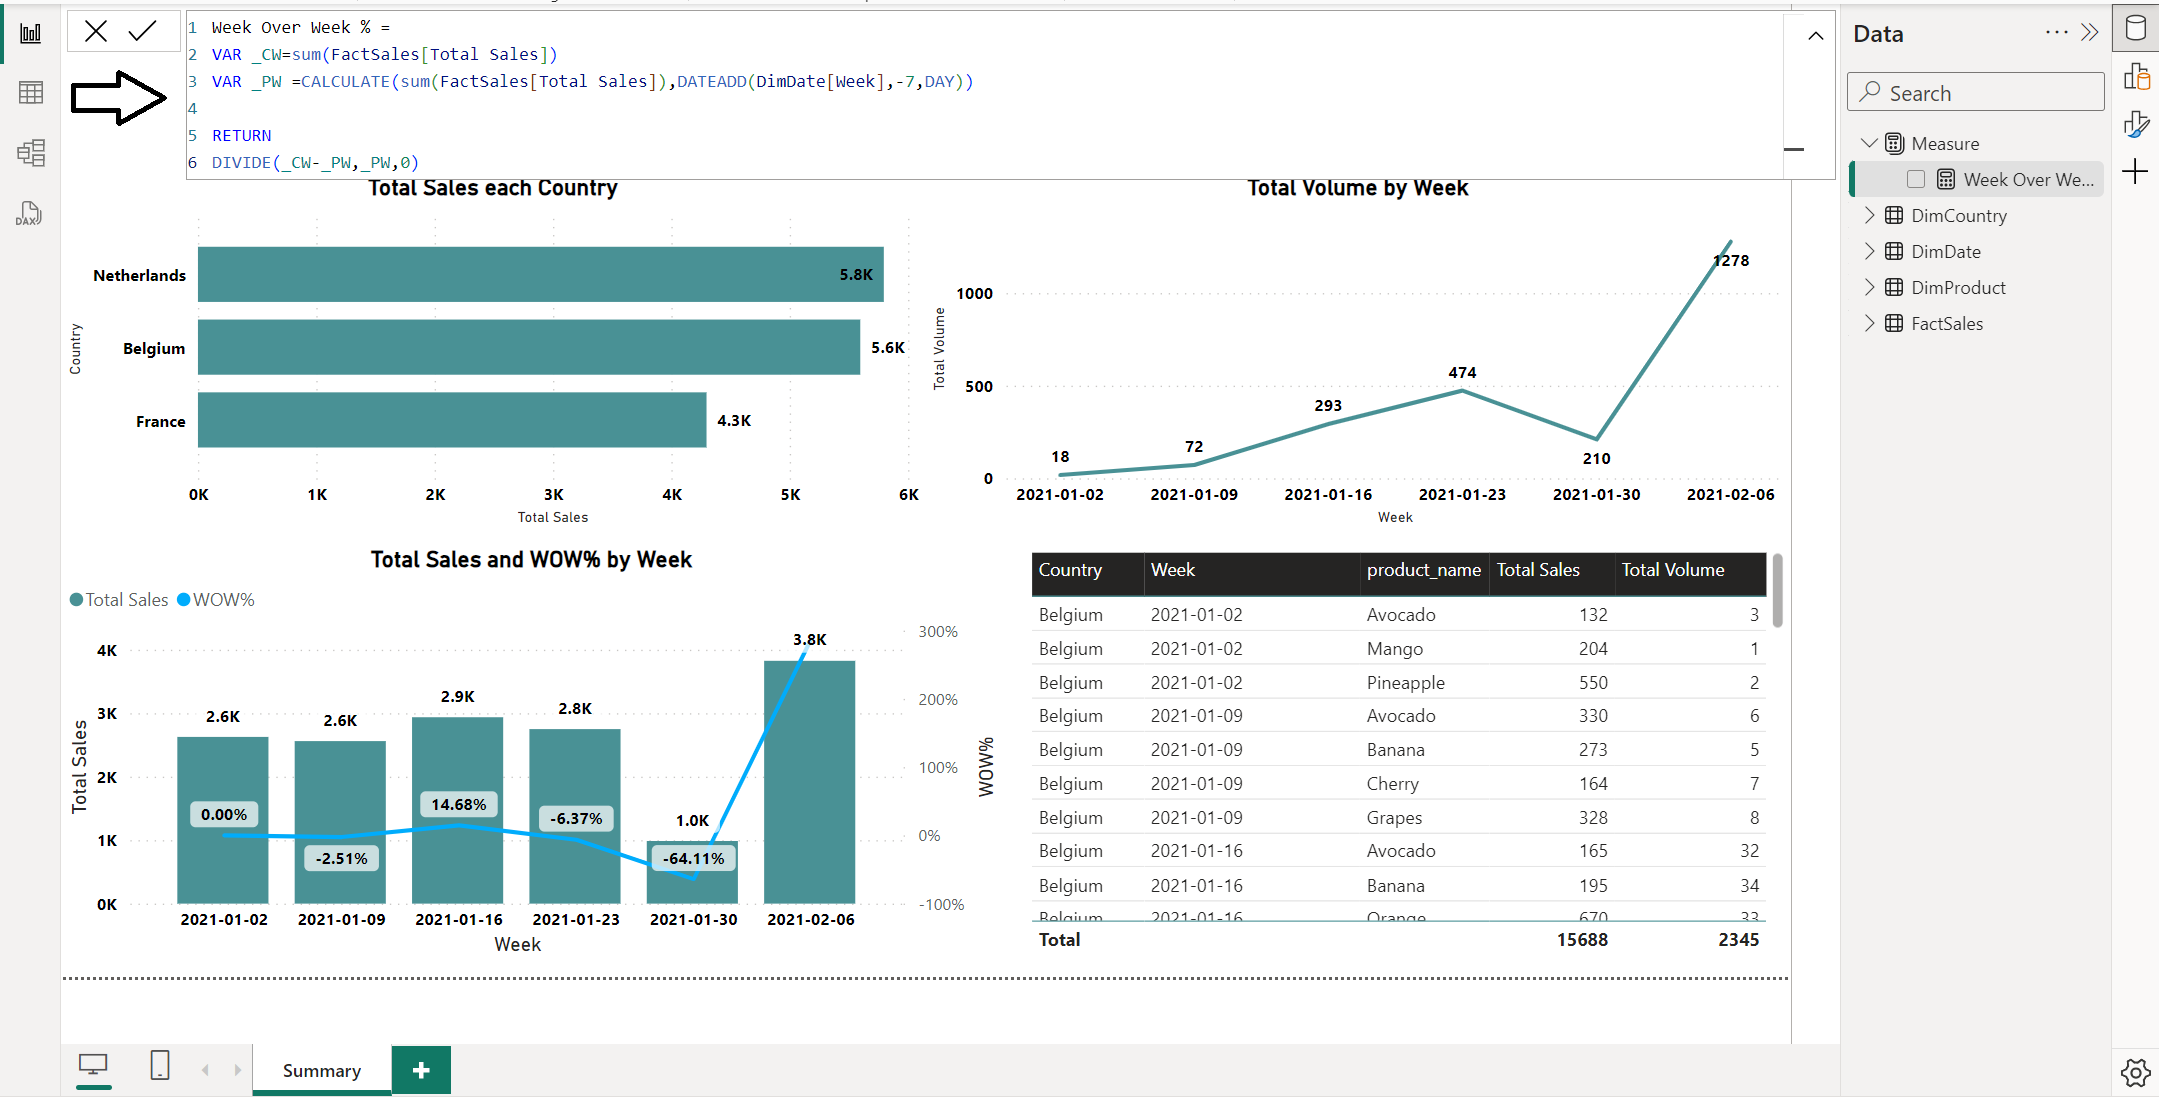 1 Week Over Week % =
2 VAR _CW=sum(FactSales[Total Sales])
3 VAR _PW =CALCULATE(sum(FactSales[Total Sales]),DATEADD(DimDate[Week],-7,DAY))
4
5 RETURN
6 DIVIDE(_CW-_PW,_PW,0)
DAX
Total Sales each Country
Country
Netherlands 5.8K
Belgium 5.6K
France 4.3K
0K 1K 2K 3K 4K 5K 6K
Total Sales
Total Volume by Week
Total Volume
1000
500
0
18 72 293 474 210 1278
2021-01-02 2021-01-09 2021-01-16 2021-01-23 2021-01-30 2021-02-06
Week
Total Sales and WOW% by Week
Total Sales WOW%
Total Sales
4K
3K
2K
1K
0K
2.6K 2.6K 2.9K 2.8K 1.0K 3.8K
0.00% -2.51% 14.68% -6.37% -64.11%
300%
200%
100%
0%
-100%
WOW%
2021-01-02 2021-01-09 2021-01-16 2021-01-23 2021-01-30 2021-02-06
Week
Country Week product_name Total Sales Total Volume
Belgium 2021-01-02 Avocado 132 3
Belgium 2021-01-02 Mango 204 1
Belgium 2021-01-02 Pineapple 550 2
Belgium 2021-01-09 Avocado 330 6
Belgium 2021-01-09 Banana 273 5
Belgium 2021-01-09 Cherry 164 7
Belgium 2021-01-09 Grapes 328 8
Belgium 2021-01-16 Avocado 165 32
Belgium 2021-01-16 Banana 195 34
Belgium 2021-01-16 Orange 670 33
Total 15688 2345
Summary
Data
Search
Measure
Week Over We...
DimCountry
DimDate
DimProduct
FactSales